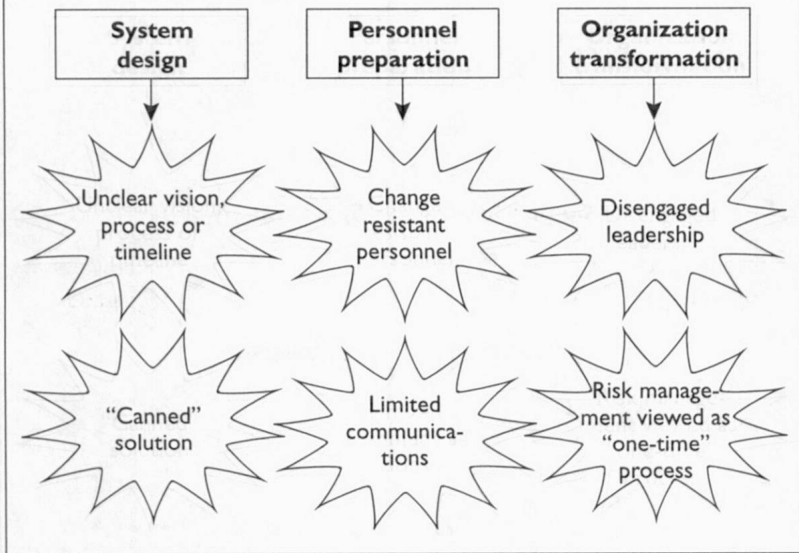 System
design
Personnel
preparation
Organization
transformation
Unclear vision,
process or
timeline
Change
resistant
personnel
Disengaged
leadership
"Canned"
solution
Limited
communica-
tions
Risk manage-
ment viewed as
"one-time"
process